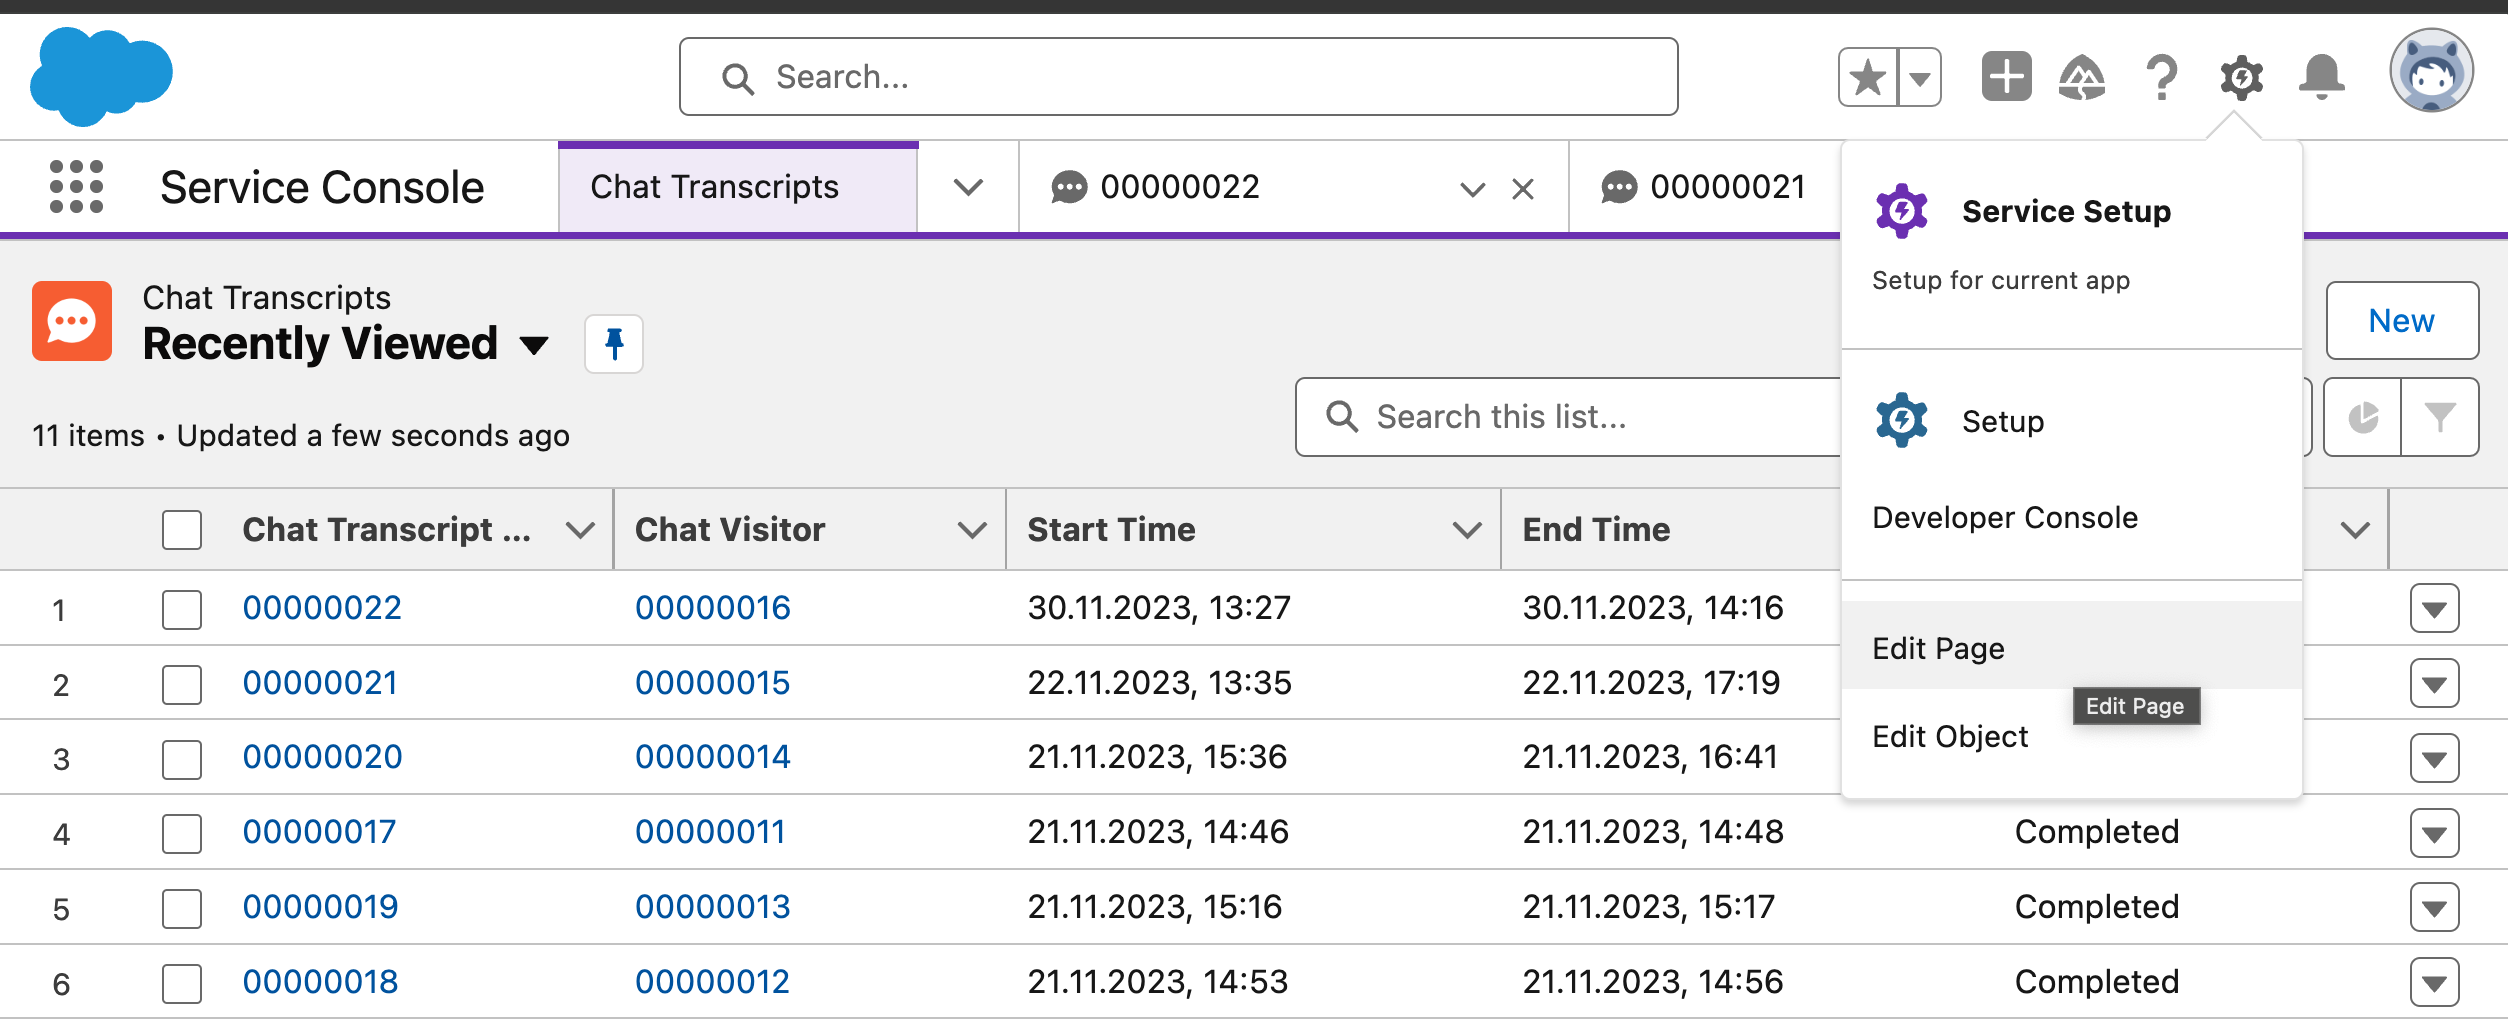 Search...
Service Console
Chat Transcripts
00000022
00000021
Service Setup
Setup for current app
Setup
Developer Console
Edit Page
Edit Page
Edit Object
Chat Transcripts
Recently Viewed
New
11 items • Updated a few seconds ago
Search this list...
Chat Transcript ... Chat Visitor Start Time End Time
1 00000022 00000016 30.11.2023, 13:27 30.11.2023, 14:16
2 00000021 00000015 22.11.2023, 13:35 22.11.2023, 17:19
3 00000020 00000014 21.11.2023, 15:36 21.11.2023, 16:41
4 00000017 00000011 21.11.2023, 14:46 21.11.2023, 14:48 Completed
5 00000019 00000013 21.11.2023, 15:16 21.11.2023, 15:17 Completed
6 00000018 00000012 21.11.2023, 14:53 21.11.2023, 14:56 Completed